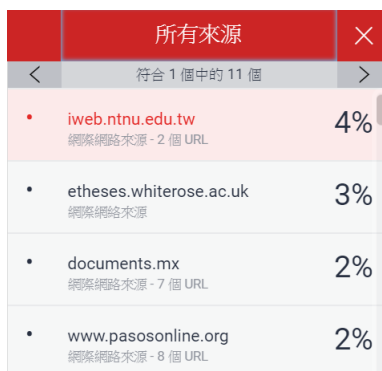 所有來源
符合 1 個中的 11 個
iweb.ntnu.edu.tw
4%
網際網路來源 - 2 個 URL
etheses.whiterose.ac.uk
3%
網際網絡來源
documents.mx
2%
網際網路來源 - 7 個 URL
www.pasosonline.org
2%
網際網路來源 - 8 個 URL